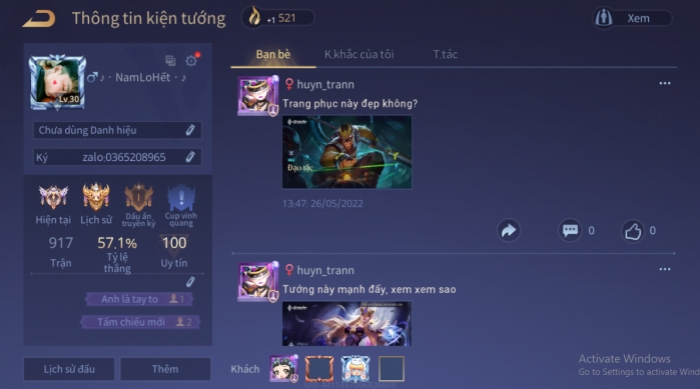 Thông tin kiện tướng
+1 521
Xem
♂♪ · NamLoHết · ♪
Lv.30
Chưa dùng Danh hiệu
Ký zalo:0365208965
Hiện tại
Lịch sử
Dấu ấn truyền kỳ
Cup vinh quang
917
57.1%
100
Trận
Tỷ lệ thắng
Uy tín
Anh là tay to 1
Tấm chiếu mới 2
Lịch sử đấu
Thêm
Bạn bè
K.khắc của tôi
T.tác
huyn_trann
Trang phục này đẹp không?
Đạo tặc
13:47: 26/05/2022
0
0
huyn_trann
Tướng này mạnh đấy, xem xem sao
Khách
Activate Windows
Go to Settings to activate Wind